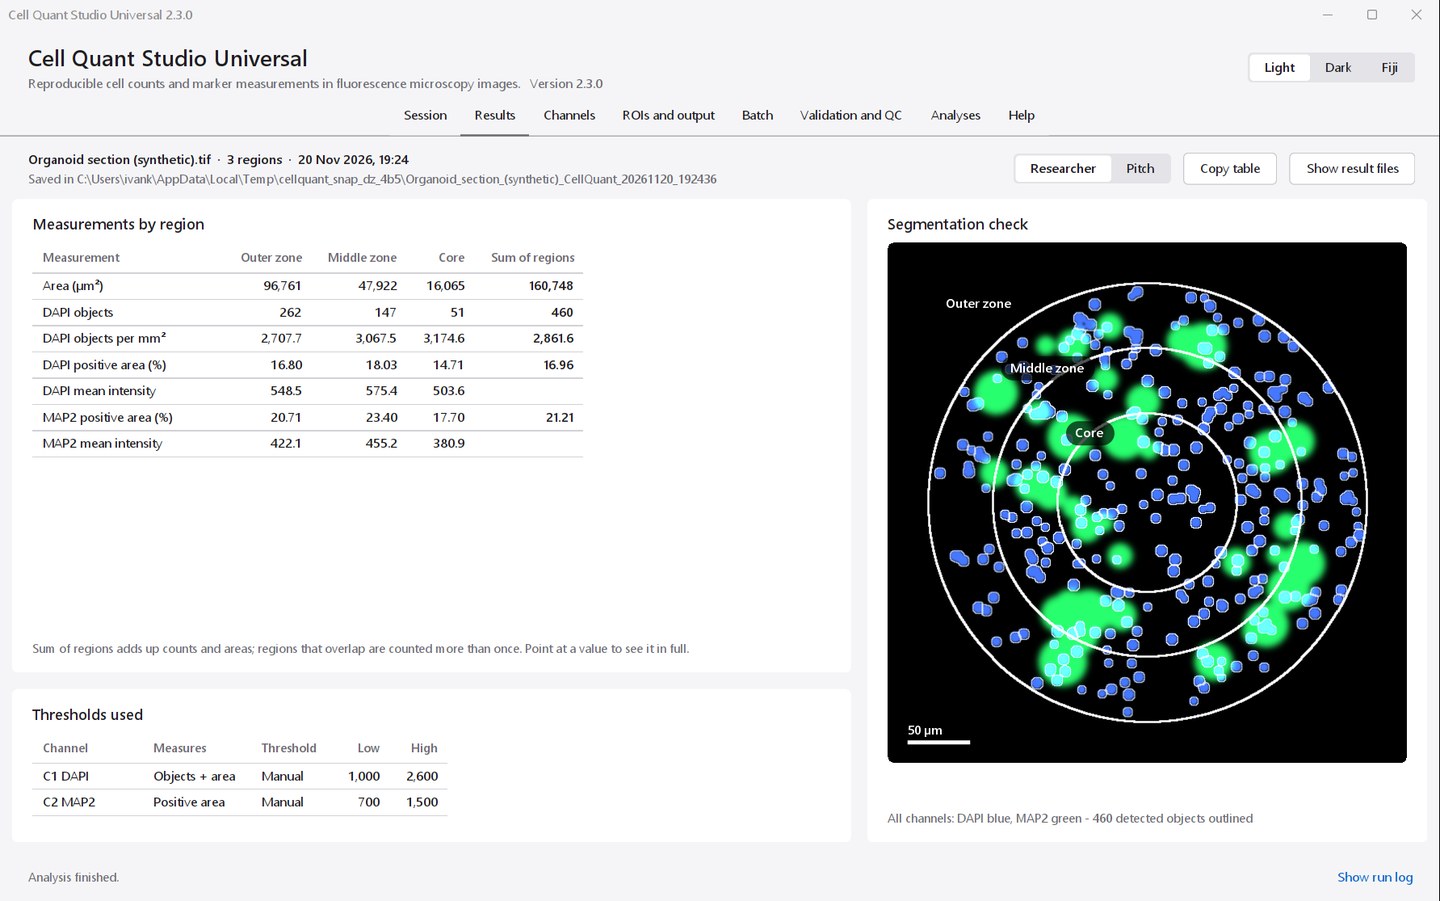 Cell Quant Studio Universal 2.3.0
Cell Quant Studio Universal
Reproducible cell counts and marker measurements in fluorescence microscopy images. Version 2.3.0
Light Dark Fiji
Session Results Channels ROIs and output Batch Validation and QC Analyses Help
Organoid section (synthetic).tif · 3 regions · 20 Nov 2026, 19:24
Saved in C:\Users\ivank\AppData\Local\Temp\cellquant_snap_dz_4b5\Organoid_section_(synthetic)_CellQuant_20261120_192436
Researcher Pitch Copy table Show result files
Measurements by region
Measurement Outer zone Middle zone Core Sum of regions
Area (µm²) 96,761 47,922 16,065 160,748
DAPI objects 262 147 51 460
DAPI objects per mm² 2,707.7 3,067.5 3,174.6 2,861.6
DAPI positive area (%) 16.80 18.03 14.71 16.96
DAPI mean intensity 548.5 575.4 503.6
MAP2 positive area (%) 20.71 23.40 17.70 21.21
MAP2 mean intensity 422.1 455.2 380.9
Sum of regions adds up counts and areas; regions that overlap are counted more than once. Point at a value to see it in full.
Thresholds used
Channel Measures Threshold Low High
C1 DAPI Objects + area Manual 1,000 2,600
C2 MAP2 Positive area Manual 700 1,500
Segmentation check
Outer zone
Middle zone
Core
50 µm
All channels: DAPI blue, MAP2 green - 460 detected objects outlined
Analysis finished.
Show run log